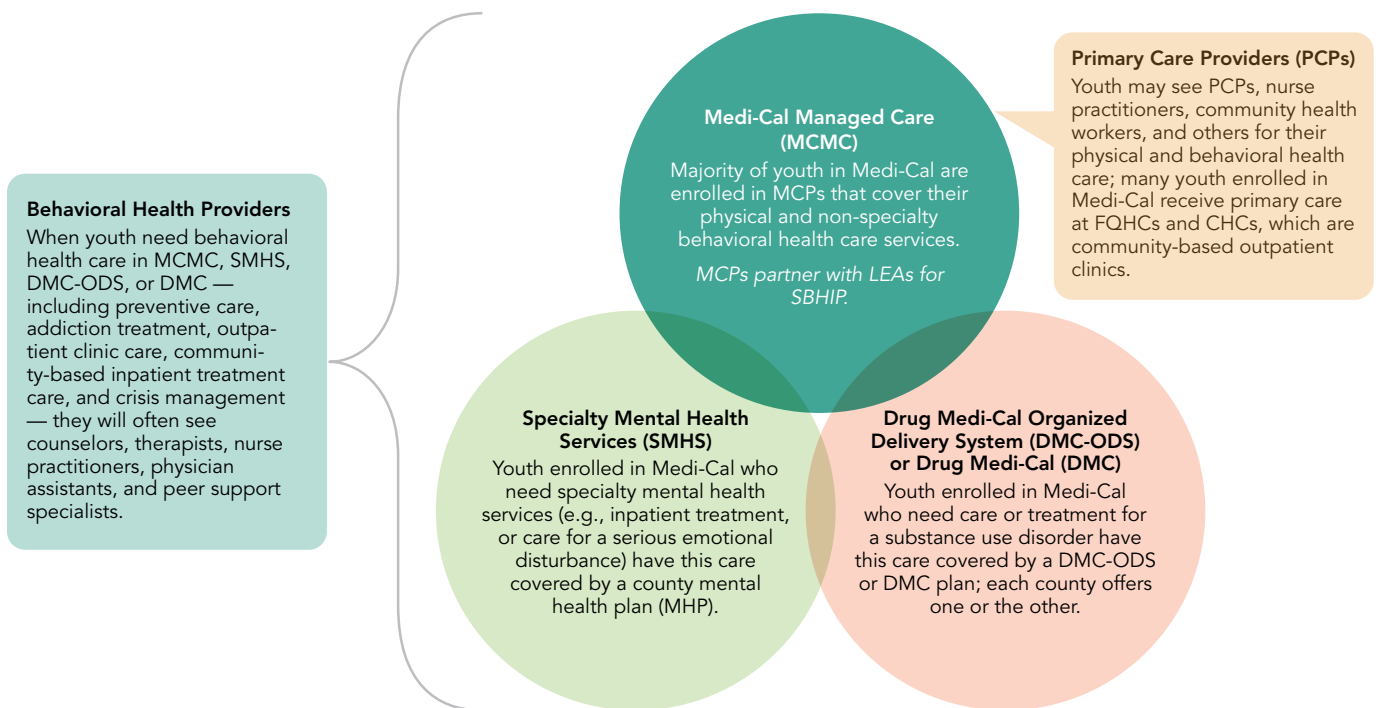 Behavioral Health Providers
When youth need behavioral
health care in MCMC, SMHS,
DMC-ODS, or DMC —
including preventive care,
addiction treatment, outpa-
tient clinic care, communi-
ty-based inpatient treatment
care, and crisis management
— they will often see
counselors, therapists, nurse
practitioners, physician
assistants, and peer support
specialists.
Medi-Cal Managed Care
(MCMC)
Majority of youth in Medi-Cal are
enrolled in MCPs that cover their
physical and non-specialty
behavioral health care services.
MCPs partner with LEAs for
SBHIP.
Primary Care Providers (PCPs)
Youth may see PCPs, nurse
practitioners, community health
workers, and others for their
physical and behavioral health
care; many youth enrolled in
Medi-Cal receive primary care
at FQHCs and CHCs, which are
community-based outpatient
clinics.
Specialty Mental Health
Services (SMHS)
Youth enrolled in Medi-Cal who
need specialty mental health
services (e.g., inpatient treatment,
or care for a serious emotional
disturbance) have this care
covered by a county mental
health plan (MHP).
Drug Medi-Cal Organized
Delivery System (DMC-ODS)
or Drug Medi-Cal (DMC)
Youth enrolled in Medi-Cal
who need care or treatment for
a substance use disorder have
this care covered by a DMC-ODS
or DMC plan; each county offers
one or the other.